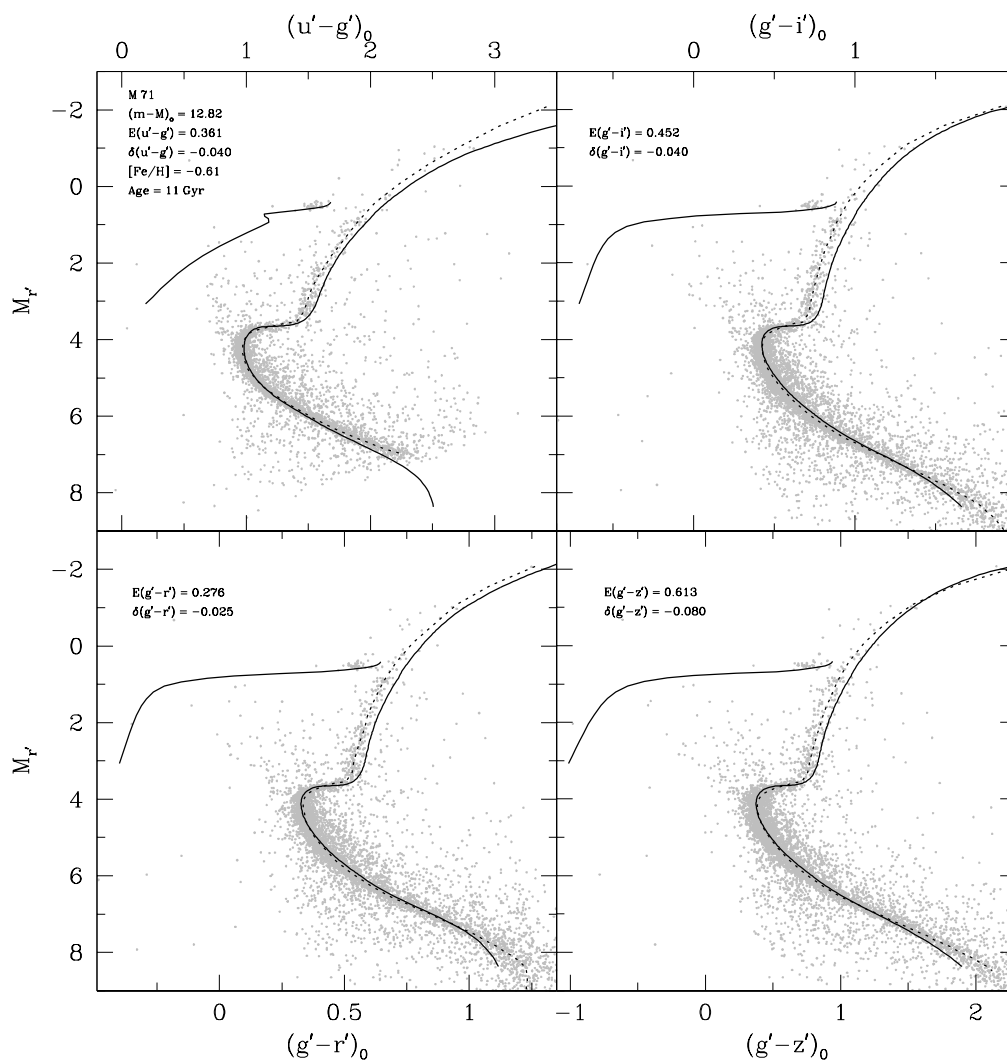 (u′−g′)₀ (g′−i′)₀
0 1 2 3 0 1
M 71
(m−M)ₒ = 12.82
E(u′−g′) = 0.361
δ(u′−g′) = −0.040
[Fe/H] = −0.61
Age = 11 Gyr
E(g′−i′) = 0.452
δ(g′−i′) = −0.040
−2
0
2
4
6
8
M_r′
E(g′−r′) = 0.276
δ(g′−r′) = −0.025
E(g′−z′) = 0.613
δ(g′−z′) = −0.080
−2
0
2
4
6
8
M_r′
0 0.5 1 −1 0 1 2
(g′−r′)₀ (g′−z′)₀